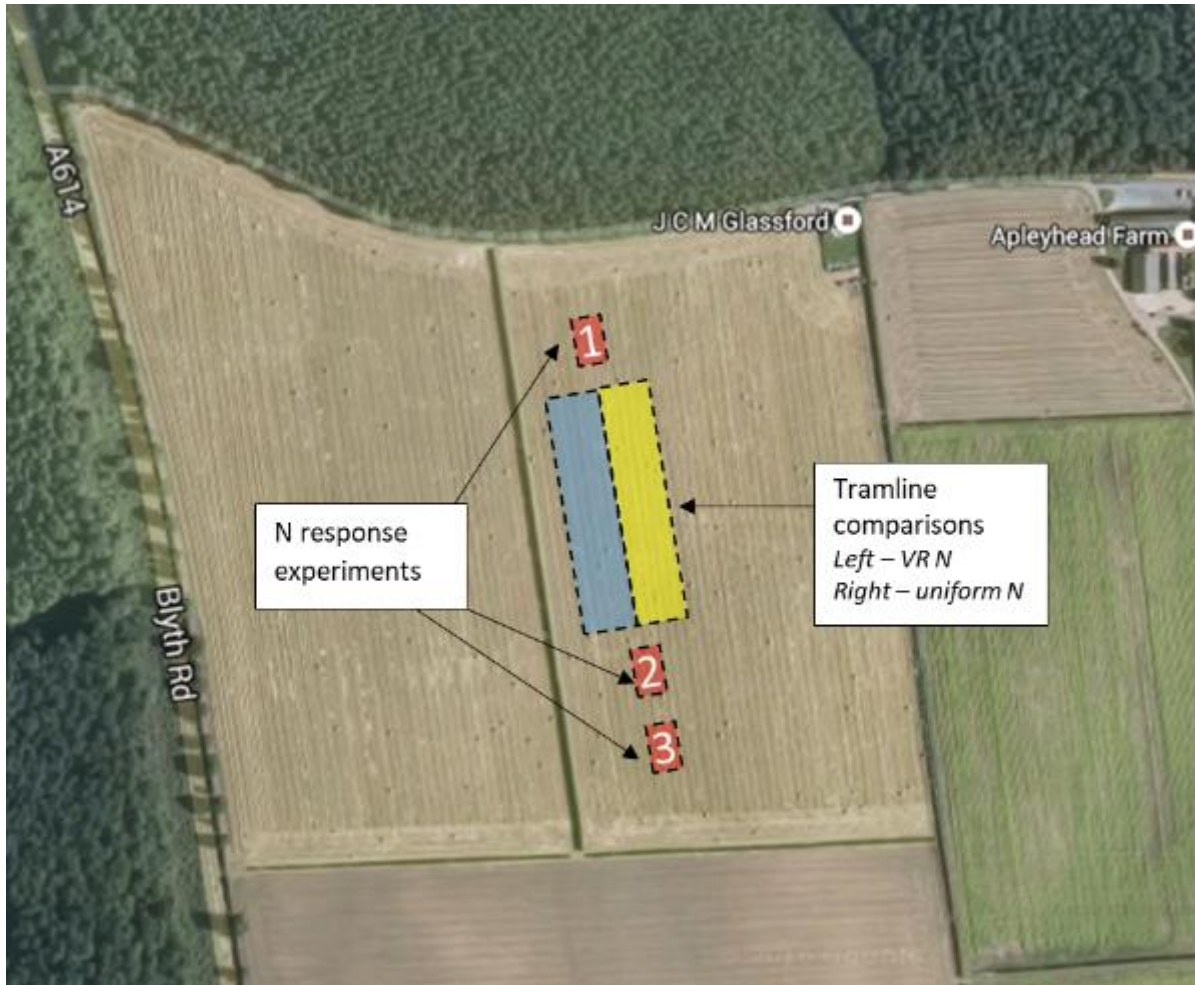 A614
J C M Glassford
Apleyhead Farm
1
N response
experiments
Tramline
comparisons
Left – VR N
Right – uniform N
Blyth Rd
2
3